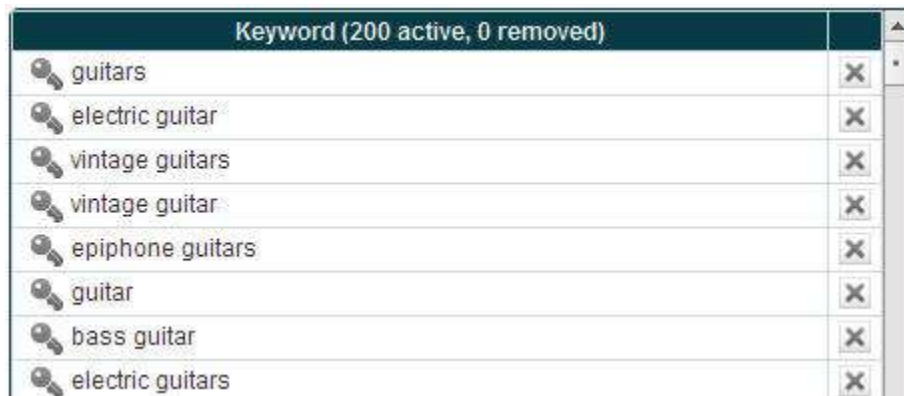 Keyword (200 active, 0 removed)
guitars
electric guitar
vintage guitars
vintage guitar
epiphone guitars
guitar
bass guitar
electric guitars